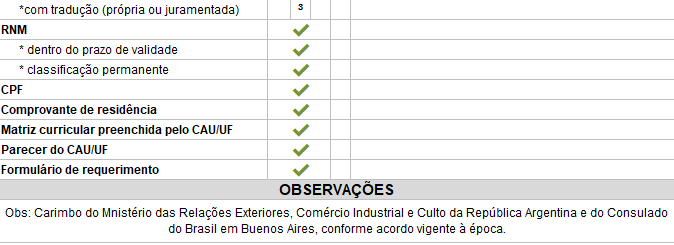 *com tradução (própria ou juramentada) 3
RNM
* dentro do prazo de validade
* classificação permanente
CPF
Comprovante de residência
Matriz curricular preenchida pelo CAU/UF
Parecer do CAU/UF
Formulário de requerimento
OBSERVAÇÕES
Obs: Carimbo do Mnistério das Relações Exteriores, Comércio Industrial e Culto da República Argentina e do Consulado
do Brasil em Buenos Aires, conforme acordo vigente à época.